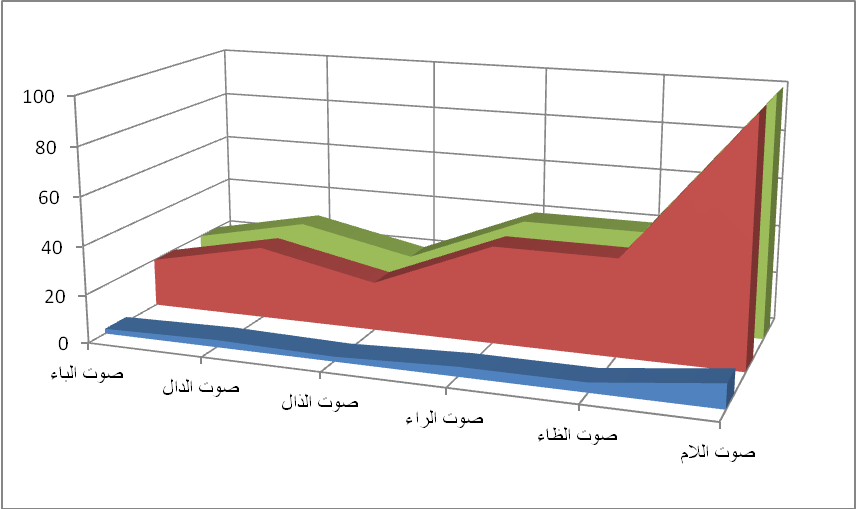 100
80
60
40
20
0
صوت الباء
صوت الدال
صوت الذال
صوت الراء
صوت الظاء
صوت اللام